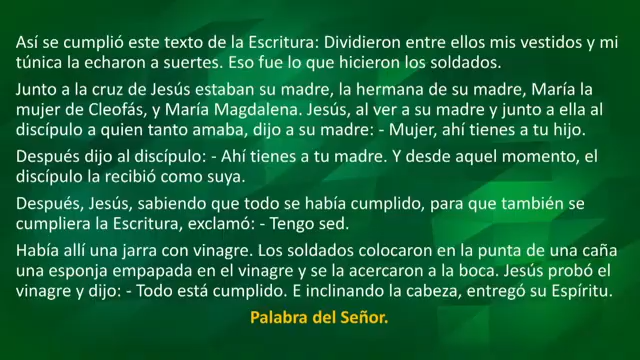 Así se cumplió este texto de la Escritura: Dividieron entre ellos mis vestidos y mi
túnica la echaron a suertes. Eso fue lo que hicieron los soldados.
Junto a la cruz de Jesús estaban su madre, la hermana de su madre, María la
mujer de Cleofás, y María Magdalena. Jesús, al ver a su madre y junto a ella al
discípulo a quien tanto amaba, dijo a su madre: - Mujer, ahí tienes a tu hijo.
Después dijo al discípulo: - Ahí tienes a tu madre. Y desde aquel momento, el
discípulo la recibió como suya.
Después, Jesús, sabiendo que todo se había cumplido, para que también se
cumpliera la Escritura, exclamó: - Tengo sed.
Había allí una jarra con vinagre. Los soldados colocaron en la punta de una caña
una esponja empapada en el vinagre y se la acercaron a la boca. Jesús probó el
vinagre y dijo: - Todo está cumplido. E inclinando la cabeza, entregó su Espíritu.
Palabra del Señor.